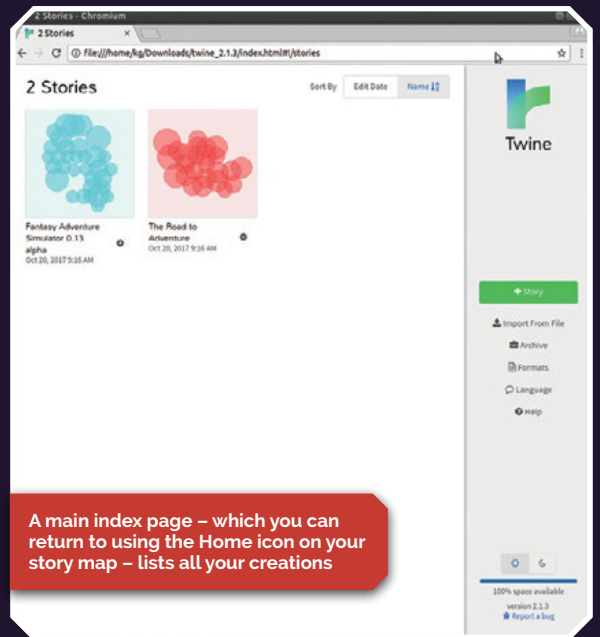 2 Stories - Chromium
2 Stories
file:///home/kg/Downloads/twine_2.1.3/index.html#!/stories
2 Stories
Sort By Edit Date Name
Fantasy Adventure
Simulator 0.13
alpha
Oct 20, 2017 9:16 AM
The Road to
Adventure
Oct 20, 2017 9:16 AM
Twine
+ Story
Import From File
Archive
Formats
Language
Help
100% space available
version 2.1.3
Report a bug
A main index page – which you can
return to using the Home icon on your
story map – lists all your creations